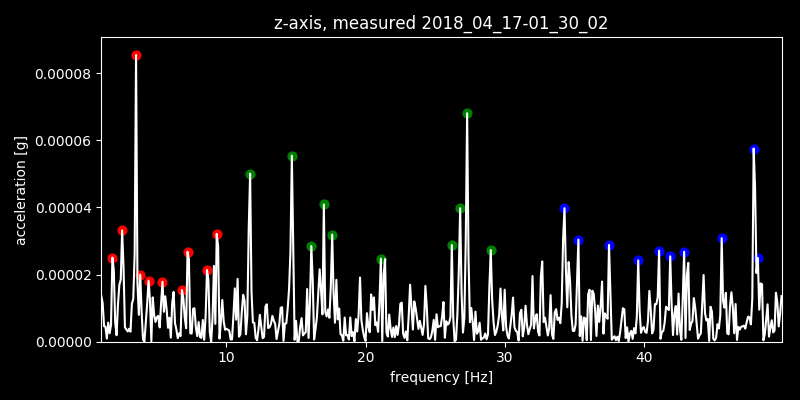 z-axis, measured 2018_04_17-01_30_02
0.00008
0.00006
0.00004
0.00002
0.00000
acceleration [g]
10 20 30 40
frequency [Hz]